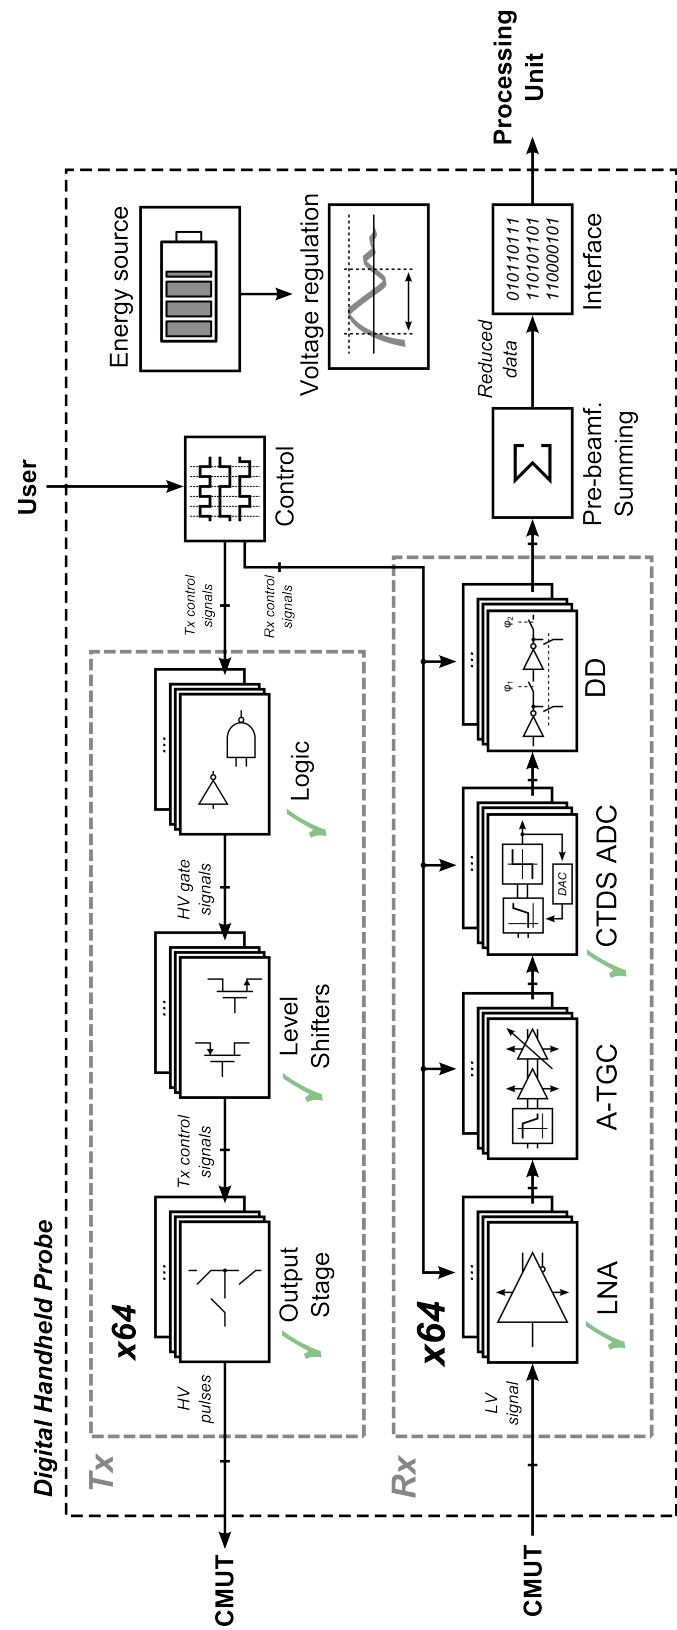 Digital Handheld Probe
Tx
x64
CMUT
HV
pulses
Output
Stage
Tx control
signals
Level
Shifters
HV gate
signals
Logic
Tx control
signals
Rx control
signals
User
Control
Energy source
Voltage regulation
Rx
x64
CMUT
LV
signal
LNA
A-TGC
DAC
CTDS ADC
φ1
φ2
DD
Σ
Pre-beamf.
Summing
Reduced
data
010110111
110101101
110000101
Interface
Processing
Unit
...
...
...
...
...
...
...